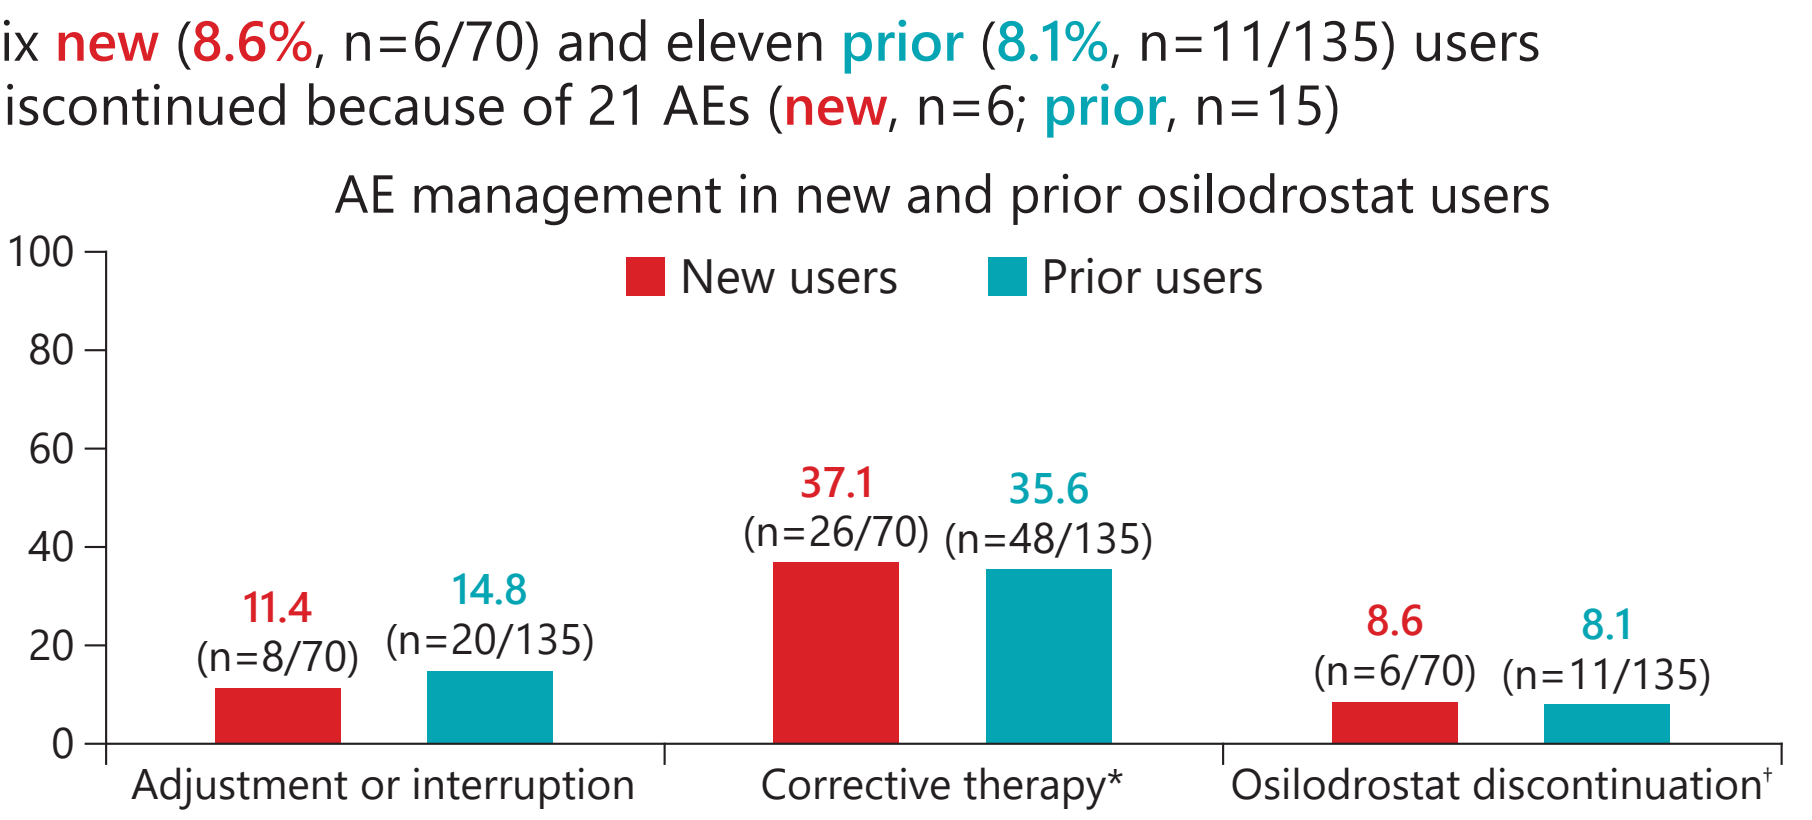 ix new (8.6%, n=6/70) and eleven prior (8.1%, n=11/135) users
iscontinued because of 21 AEs (new, n=6; prior, n=15)
AE management in new and prior osilodrostat users
New users
Prior users
100
80
60
40
20
0
11.4
(n=8/70)
14.8
(n=20/135)
37.1
(n=26/70)
35.6
(n=48/135)
8.6
(n=6/70)
8.1
(n=11/135)
Adjustment or interruption
Corrective therapy*
Osilodrostat discontinuation†